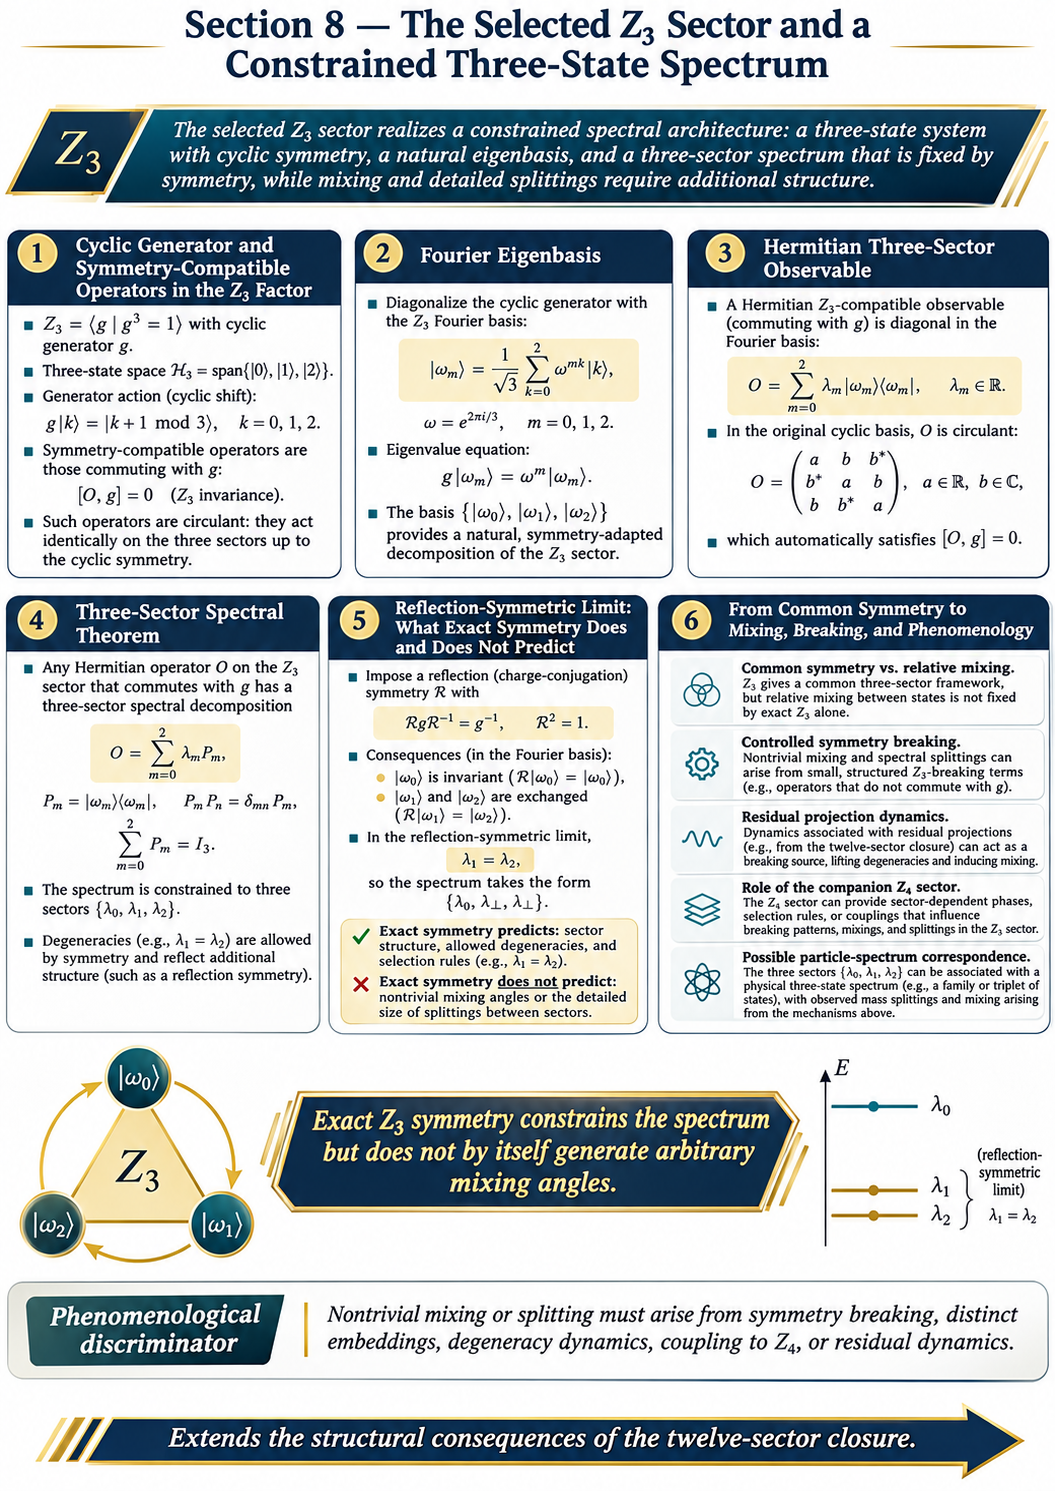 Section 8 — The Selected Z₃ Sector and a
Constrained Three-State Spectrum
Z₃
The selected Z₃ sector realizes a constrained spectral architecture: a three-state system
with cyclic symmetry, a natural eigenbasis, and a three-sector spectrum that is fixed by
symmetry, while mixing and detailed splittings require additional structure.
1
Cyclic Generator and
Symmetry-Compatible
Operators in the Z₃ Factor
■ Z₃ = ⟨g | g³ = 1⟩ with cyclic
generator g.
■ Three-state space ℋ₃ = span{|0⟩, |1⟩, |2⟩}.
■ Generator action (cyclic shift):
g|k⟩ = |k + 1 mod 3⟩, k = 0, 1, 2.
■ Symmetry-compatible operators are
those commuting with g:
[O, g] = 0 (Z₃ invariance).
■ Such operators are circulant: they act
identically on the three sectors up to
the cyclic symmetry.
2
Fourier Eigenbasis
■ Diagonalize the cyclic generator with
the Z₃ Fourier basis:
|ω_m⟩ = 1/√3 ∑_{k=0}^{2} ω^{mk}|k⟩,
ω = e^{2πi/3}, m = 0, 1, 2.
■ Eigenvalue equation:
g|ω_m⟩ = ω^m|ω_m⟩.
■ The basis {|ω₀⟩, |ω₁⟩, |ω₂⟩}
provides a natural, symmetry-adapted
decomposition of the Z₃ sector.
3
Hermitian Three-Sector
Observable
■ A Hermitian Z₃-compatible observable
(commuting with g) is diagonal in the
Fourier basis:
O = ∑_{m=0}^{2} λ_m|ω_m⟩⟨ω_m|, λ_m ∈ ℝ.
■ In the original cyclic basis, O is circulant:
a b b*
O = ( b⁺ a b ), a ∈ ℝ, b ∈ ℂ,
b b* a
■ which automatically satisfies [O, g] = 0.
4
Three-Sector Spectral
Theorem
■ Any Hermitian operator O on the Z₃
sector that commutes with g has a
three-sector spectral decomposition
O = ∑_{m=0}^{2} λ_m P_m,
P_m = |ω_m⟩⟨ω_m|, P_m P_n = δ_{mn} P_m,
∑_{m=0}^{2} P_m = I₃.
■ The spectrum is constrained to three
sectors {λ₀, λ₁, λ₂}.
■ Degeneracies (e.g., λ₁ = λ₂) are allowed
by symmetry and reflect additional
structure (such as a reflection symmetry).
5
Reflection-Symmetric Limit:
What Exact Symmetry Does
and Does Not Predict
■ Impose a reflection (charge-conjugation)
symmetry ℛ with
ℛgℛ⁻¹ = g⁻¹, ℛ² = 1.
■ Consequences (in the Fourier basis):
● |ω₀⟩ is invariant (ℛ|ω₀⟩ = |ω₀⟩),
● |ω₁⟩ and |ω₂⟩ are exchanged
(ℛ|ω₁⟩ = |ω₂⟩).
■ In the reflection-symmetric limit,
λ₁ = λ₂,
so the spectrum takes the form
{λ₀, λ⊥, λ⊥}.
✓ Exact symmetry predicts: sector
structure, allowed degeneracies, and
selection rules (e.g., λ₁ = λ₂).
✗ Exact symmetry does not predict:
nontrivial mixing angles or the detailed
size of splittings between sectors.
6
From Common Symmetry to
Mixing, Breaking, and Phenomenology
Common symmetry vs. relative mixing.
Z₃ gives a common three-sector framework,
but relative mixing between states is not fixed
by exact Z₃ alone.
Controlled symmetry breaking.
Nontrivial mixing and spectral splittings can
arise from small, structured Z₃-breaking terms
(e.g., operators that do not commute with g).
Residual projection dynamics.
Dynamics associated with residual projections
(e.g., from the twelve-sector closure) can act as a
breaking source, lifting degeneracies and inducing mixing.
Role of the companion Z₄ sector.
The Z₄ sector can provide sector-dependent phases,
selection rules, or couplings that influence
breaking patterns, mixings, and splittings in the Z₃ sector.
Possible particle-spectrum correspondence.
The three sectors {λ₀, λ₁, λ₂} can be associated with a
physical three-state spectrum (e.g., a family or triplet of
states), with observed mass splittings and mixing arising
from the mechanisms above.
|ω₀⟩
Z₃
|ω₂⟩
|ω₁⟩
Exact Z₃ symmetry constrains the spectrum
but does not by itself generate arbitrary
mixing angles.
E
λ₀
λ₁
λ₂
(reflection-
symmetric
limit)
λ₁ = λ₂
Phenomenological
discriminator
Nontrivial mixing or splitting must arise from symmetry breaking, distinct
embeddings, degeneracy dynamics, coupling to Z₄, or residual dynamics.
Extends the structural consequences of the twelve-sector closure.